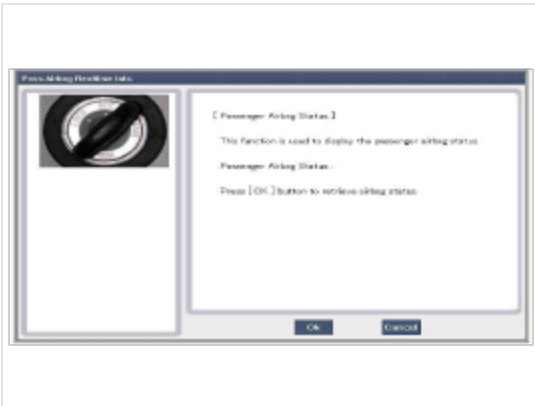 Pass.Airbag Realtime Info.
[ Passenger Airbag Status ]
This function is used to display the passenger airbag status.
Passenger Airbag Status :
Press [ OK ] button to retrieve airbag status.
Ok
Cancel